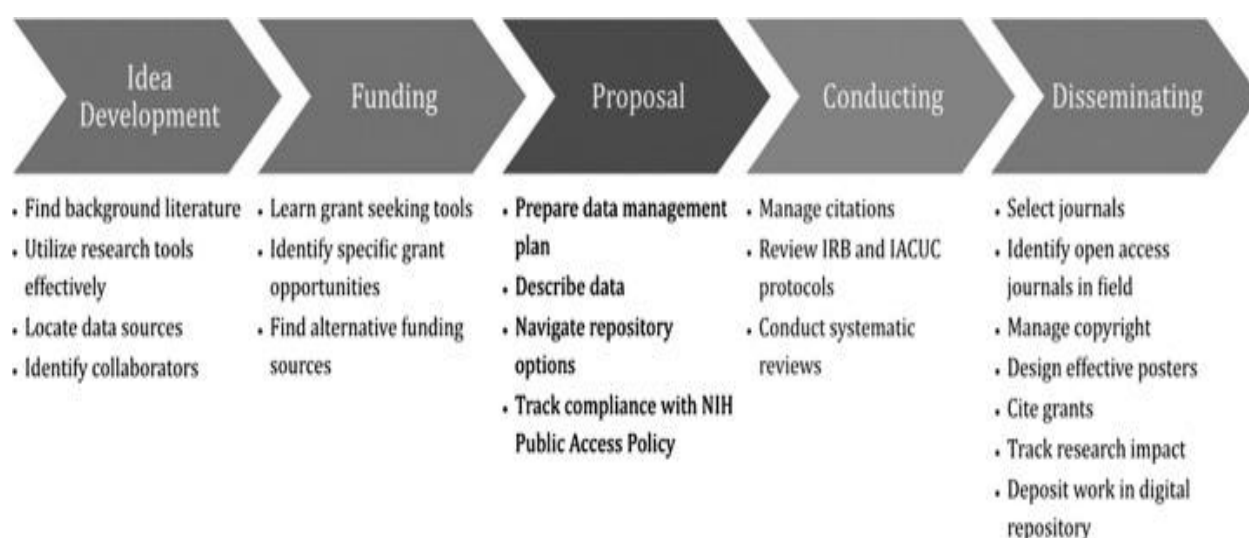 Idea
Development
Funding
Proposal
Conducting
Disseminating
• Find background literature
• Utilize research tools
effectively
• Locate data sources
• Identify collaborators
• Learn grant seeking tools
• Identify specific grant
opportunities
• Find alternative funding
sources
• Prepare data management
plan
• Describe data
• Navigate repository
options
• Track compliance with NIH
Public Access Policy
• Manage citations
• Review IRB and IACUC
protocols
• Conduct systematic
reviews
• Select journals
• Identify open access
journals in field
• Manage copyright
• Design effective posters
• Cite grants
• Track research impact
• Deposit work in digital
repository